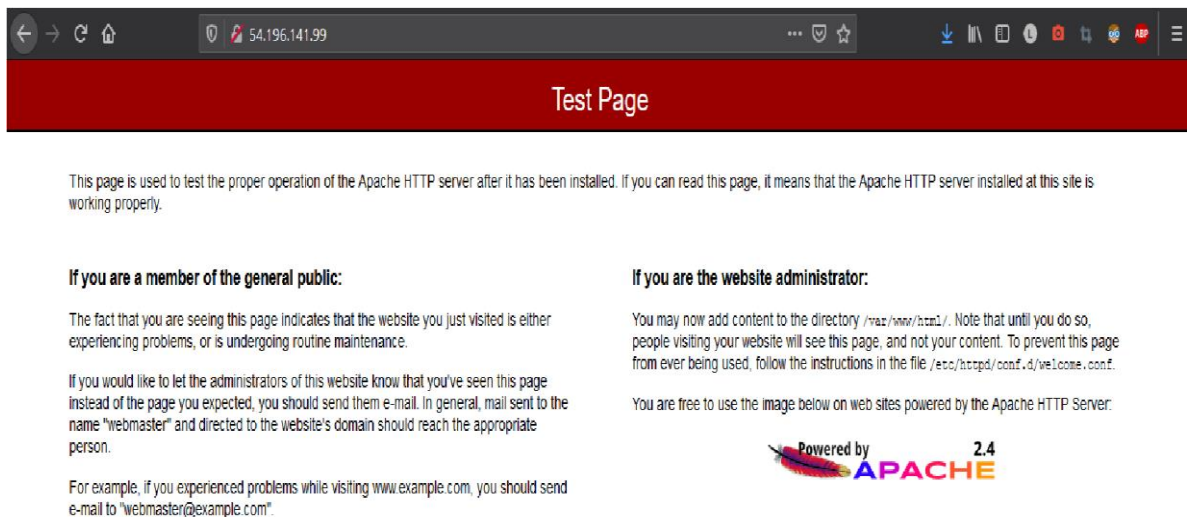 54.196.141.99
L
ABP
Test Page
This page is used to test the proper operation of the Apache HTTP server after it has been installed. If you can read this page, it means that the Apache HTTP server installed at this site is
working properly.
If you are a member of the general public:
The fact that you are seeing this page indicates that the website you just visited is either
experiencing problems, or is undergoing routine maintenance.
If you would like to let the administrators of this website know that you've seen this page
instead of the page you expected, you should send them e-mail. In general, mail sent to the
name "webmaster" and directed to the website's domain should reach the appropriate
person.
For example, if you experienced problems while visiting www.example.com, you should send
e-mail to "webmaster@example.com".
If you are the website administrator:
You may now add content to the directory /var/www/html/. Note that until you do so,
people visiting your website will see this page, and not your content. To prevent this page
from ever being used, follow the instructions in the file /etc/httpd/conf.d/welcome.conf.
You are free to use the image below on web sites powered by the Apache HTTP Server:
Powered by 2.4
APACHE